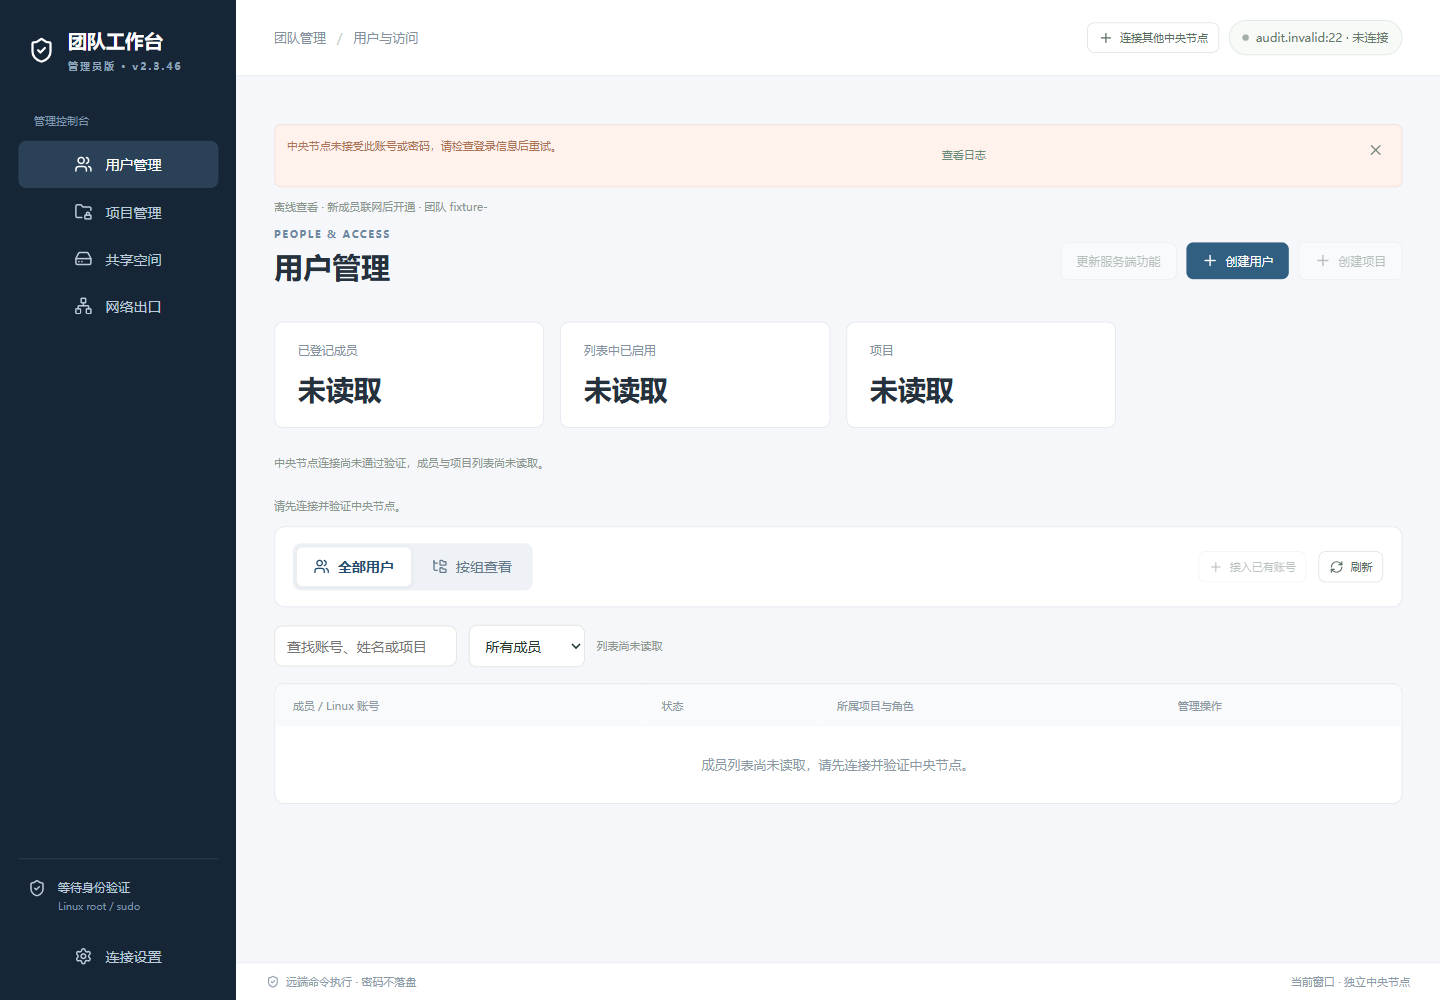 团队工作台
管理员版 • v2.3.46
管理控制台
用户管理
项目管理
共享空间
网络出口
等待身份验证
Linux root / sudo
连接设置
团队管理 / 用户与访问
连接其他中央节点
audit.invalid:22 · 未连接
中央节点未接受此账号或密码，请检查登录信息后重试。
查看日志
离线查看 · 新成员联网后开通 · 团队 fixture-
PEOPLE & ACCESS
用户管理
更新服务端功能
创建用户
创建项目
已登记成员
未读取
列表中已启用
未读取
项目
未读取
中央节点连接尚未通过验证，成员与项目列表尚未读取。
请先连接并验证中央节点。
全部用户
按组查看
接入已有账号
刷新
查找账号、姓名或项目
所有成员
列表尚未读取
成员 / Linux 账号
状态
所属项目与角色
管理操作
成员列表尚未读取，请先连接并验证中央节点。
远端命令执行 · 密码不落盘
当前窗口 · 独立中央节点